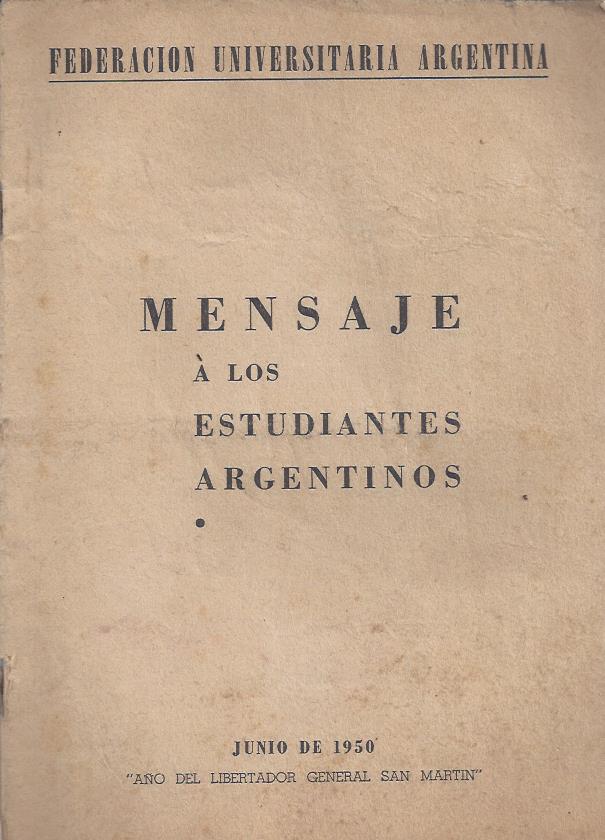 FEDERACION UNIVERSITARIA ARGENTINA
MENSAJE
À LOS
ESTUDIANTES
ARGENTINOS
•
JUNIO DE 1950
"AÑO DEL LIBERTADOR GENERAL SAN MARTIN"